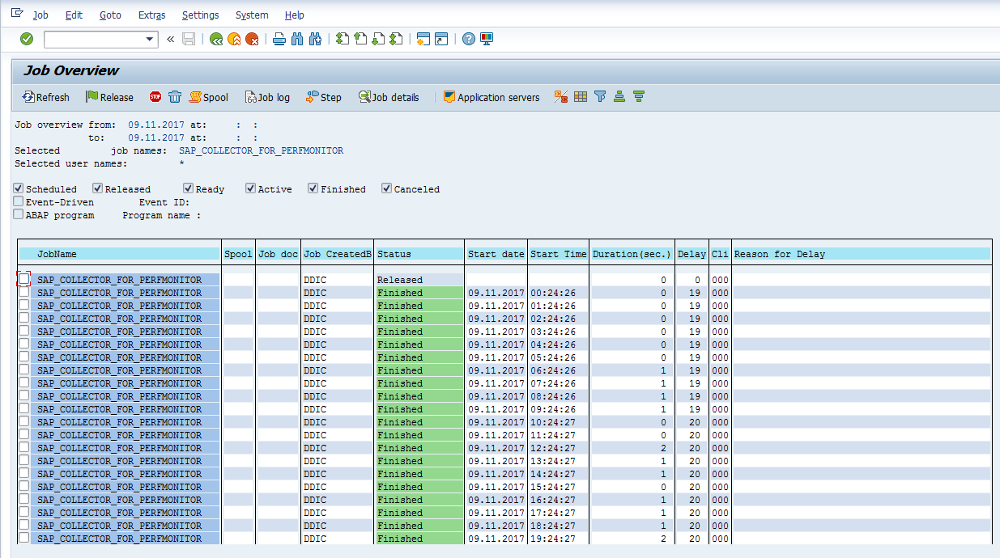 Job Edit Goto Extras Settings System Help
Job Overview
Refresh Release STOP Spool Job log Step Job details Application servers
Job overview from: 09.11.2017 at: : :
to: 09.11.2017 at: : :
Selected job names: SAP_COLLECTOR_FOR_PERFMONITOR
Selected user names: *
Scheduled Released Ready Active Finished Canceled
Event-Driven Event ID:
ABAP program Program name :
JobName Spool Job doc Job CreatedB Status Start date Start Time Duration(sec.) Delay Cli Reason for Delay
SAP_COLLECTOR_FOR_PERFMONITOR DDIC Released 0 0 000
SAP_COLLECTOR_FOR_PERFMONITOR DDIC Finished 09.11.2017 00:24:26 0 19 000
SAP_COLLECTOR_FOR_PERFMONITOR DDIC Finished 09.11.2017 01:24:26 0 19 000
SAP_COLLECTOR_FOR_PERFMONITOR DDIC Finished 09.11.2017 02:24:26 0 19 000
SAP_COLLECTOR_FOR_PERFMONITOR DDIC Finished 09.11.2017 03:24:26 0 19 000
SAP_COLLECTOR_FOR_PERFMONITOR DDIC Finished 09.11.2017 04:24:26 0 19 000
SAP_COLLECTOR_FOR_PERFMONITOR DDIC Finished 09.11.2017 05:24:26 0 19 000
SAP_COLLECTOR_FOR_PERFMONITOR DDIC Finished 09.11.2017 06:24:26 1 19 000
SAP_COLLECTOR_FOR_PERFMONITOR DDIC Finished 09.11.2017 07:24:26 1 19 000
SAP_COLLECTOR_FOR_PERFMONITOR DDIC Finished 09.11.2017 08:24:26 1 19 000
SAP_COLLECTOR_FOR_PERFMONITOR DDIC Finished 09.11.2017 09:24:26 1 19 000
SAP_COLLECTOR_FOR_PERFMONITOR DDIC Finished 09.11.2017 10:24:27 0 20 000
SAP_COLLECTOR_FOR_PERFMONITOR DDIC Finished 09.11.2017 11:24:27 0 20 000
SAP_COLLECTOR_FOR_PERFMONITOR DDIC Finished 09.11.2017 12:24:27 2 20 000
SAP_COLLECTOR_FOR_PERFMONITOR DDIC Finished 09.11.2017 13:24:27 1 20 000
SAP_COLLECTOR_FOR_PERFMONITOR DDIC Finished 09.11.2017 14:24:27 1 20 000
SAP_COLLECTOR_FOR_PERFMONITOR DDIC Finished 09.11.2017 15:24:27 0 20 000
SAP_COLLECTOR_FOR_PERFMONITOR DDIC Finished 09.11.2017 16:24:27 1 20 000
SAP_COLLECTOR_FOR_PERFMONITOR DDIC Finished 09.11.2017 17:24:27 1 20 000
SAP_COLLECTOR_FOR_PERFMONITOR DDIC Finished 09.11.2017 18:24:27 1 20 000
SAP_COLLECTOR_FOR_PERFMONITOR DDIC Finished 09.11.2017 19:24:27 2 20 000